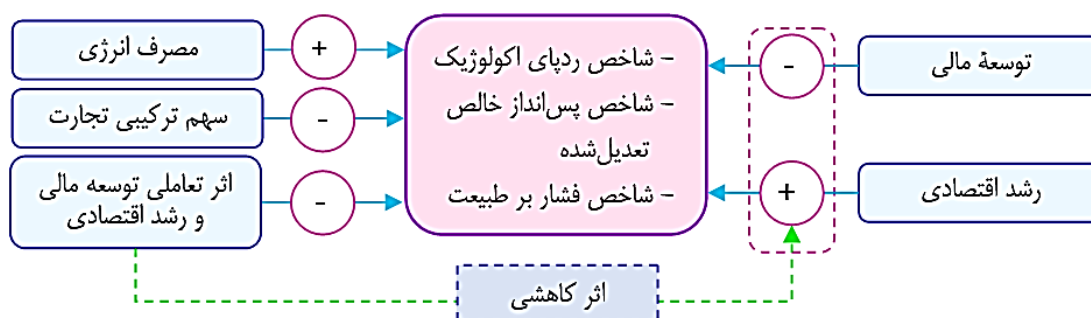 توسعهٔ مالی
-
رشد اقتصادی
+
- شاخص ردپای اکولوژیک
- شاخص پس‌انداز خالص
تعدیل‌شده
- شاخص فشار بر طبیعت
+
مصرف انرژی
-
سهم ترکیبی تجارت
-
اثر تعاملی توسعه مالی
و رشد اقتصادی
اثر کاهشی